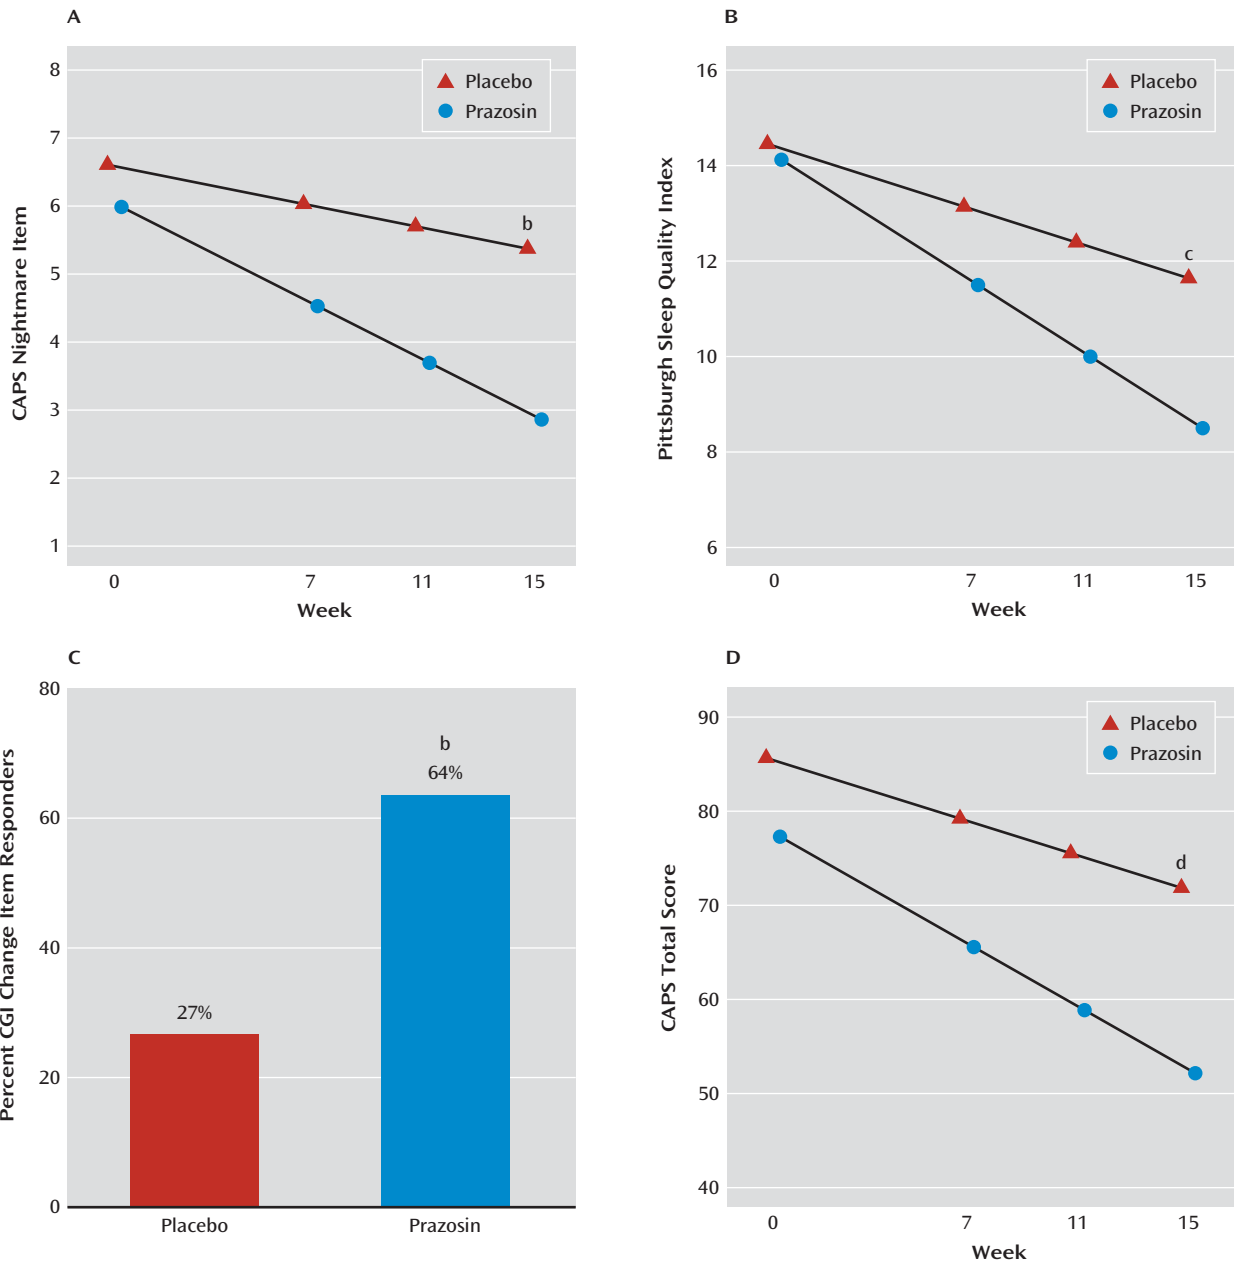 A
CAPS Nightmare Item
8
7
6
5
4
3
2
1
Placebo
Prazosin
b
0 7 11 15
Week
B
Pittsburgh Sleep Quality Index
16
14
12
10
8
6
Placebo
Prazosin
c
0 7 11 15
Week
C
Percent CGI Change Item Responders
80
60
40
20
0
27%
b
64%
Placebo Prazosin
D
CAPS Total Score
90
80
70
60
50
40
Placebo
Prazosin
d
0 7 11 15
Week